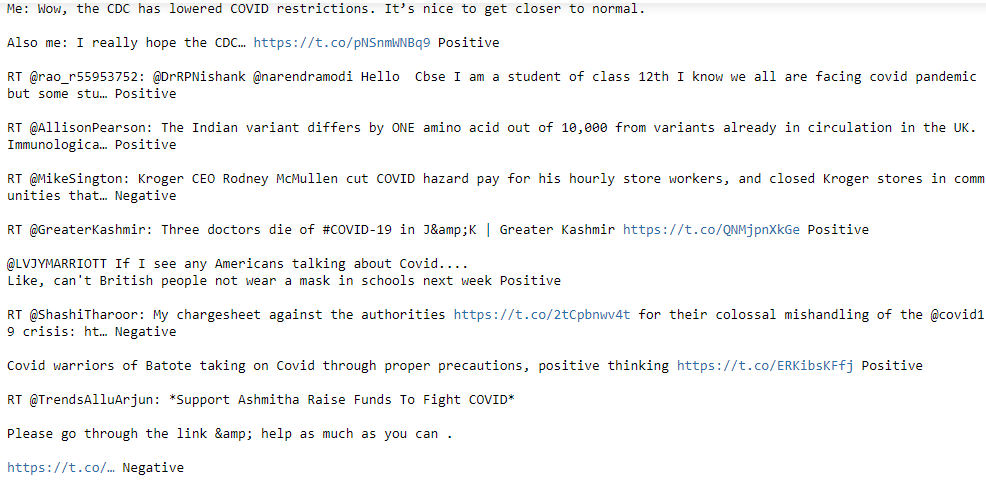 Me: Wow, the CDC has lowered COVID restrictions. It’s nice to get closer to normal.
Also me: I really hope the CDC… https://t.co/pNSnmWNBq9 Positive
RT @rao_r55953752: @DrRPNishank @narendramodi Hello  Cbse I am a student of class 12th I know we all are facing covid pandemic
but some stu… Positive
RT @AllisonPearson: The Indian variant differs by ONE amino acid out of 10,000 from variants already in circulation in the UK.
Immunologica… Positive
RT @MikeSington: Kroger CEO Rodney McMullen cut COVID hazard pay for his hourly store workers, and closed Kroger stores in comm
unities that… Negative
RT @GreaterKashmir: Three doctors die of #COVID-19 in J&amp;K | Greater Kashmir https://t.co/QNMjpnXkGe Positive
@LVJYMARRIOTT If I see any Americans talking about Covid....
Like, can't British people not wear a mask in schools next week Positive
RT @ShashiTharoor: My chargesheet against the authorities https://t.co/2tCpbnwv4t for their colossal mishandling of the @covid1
9 crisis: ht… Negative
Covid warriors of Batote taking on Covid through proper precautions, positive thinking https://t.co/ERKibsKFfj Positive
RT @TrendsAlluArjun: *Support Ashmitha Raise Funds To Fight COVID*
Please go through the link &amp; help as much as you can .
https://t.co/… Negative